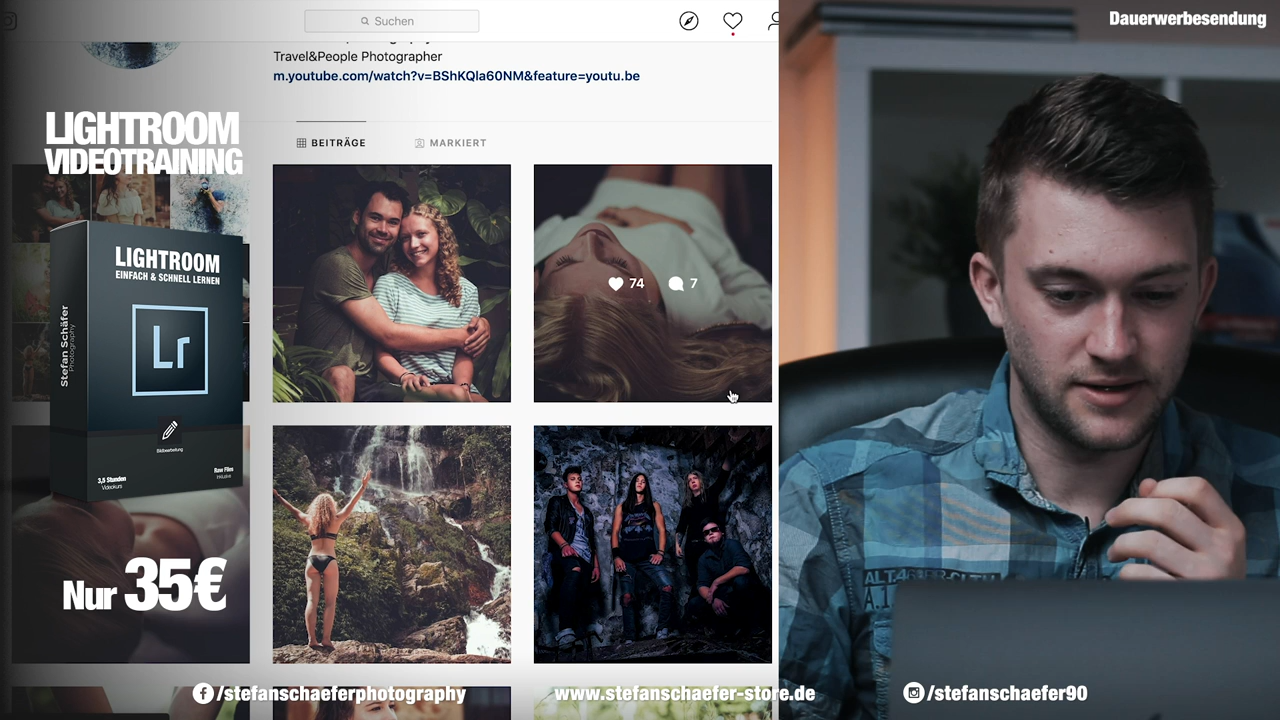 Suchen
Dauerwerbesendung
Travel&People Photographer
m.youtube.com/watch?v=BShKQla60NM&feature=youtu.be
BEITRÄGE
MARKIERT
LIGHTROOM
VIDEOTRAINING
LIGHTROOM
EINFACH & SCHNELL LERNEN
Lr
Stefan Schäfer
Photography
Bildbearbeitung
3,5 Stunden
Videokurs
Raw Files
74
7
Nur 35€
/stefanschaeferphotography
www.stefanschaefer-store.de
/stefanschaefer90